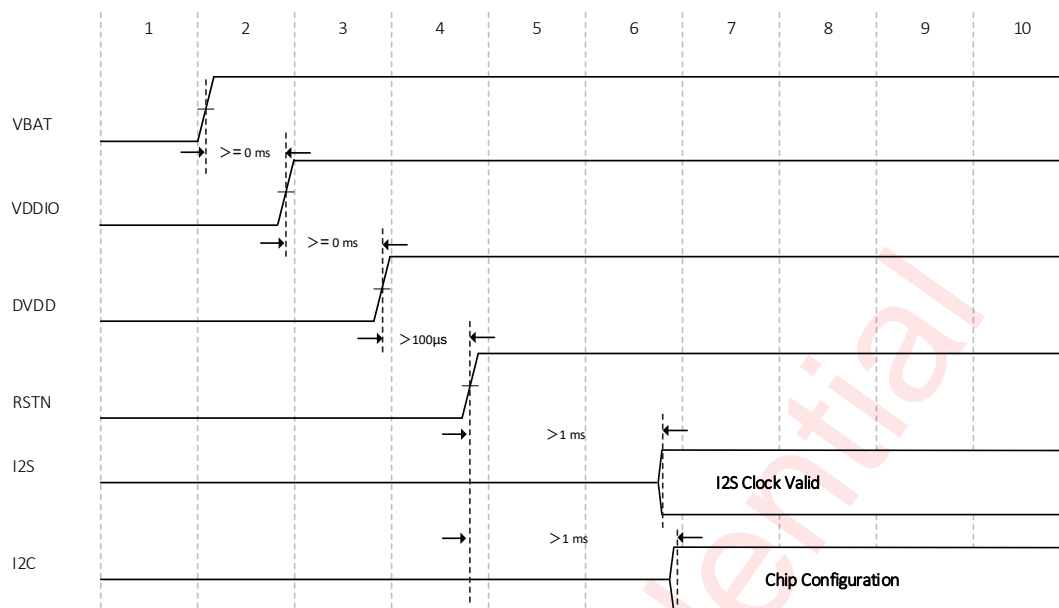 1 2 3 4 5 6 7 8 9 10
VBAT
>= 0 ms
VDDIO
>= 0 ms
DVDD
>100μs
RSTN
>1 ms
I2S
I2S Clock Valid
>1 ms
I2C
Chip Configuration
ential